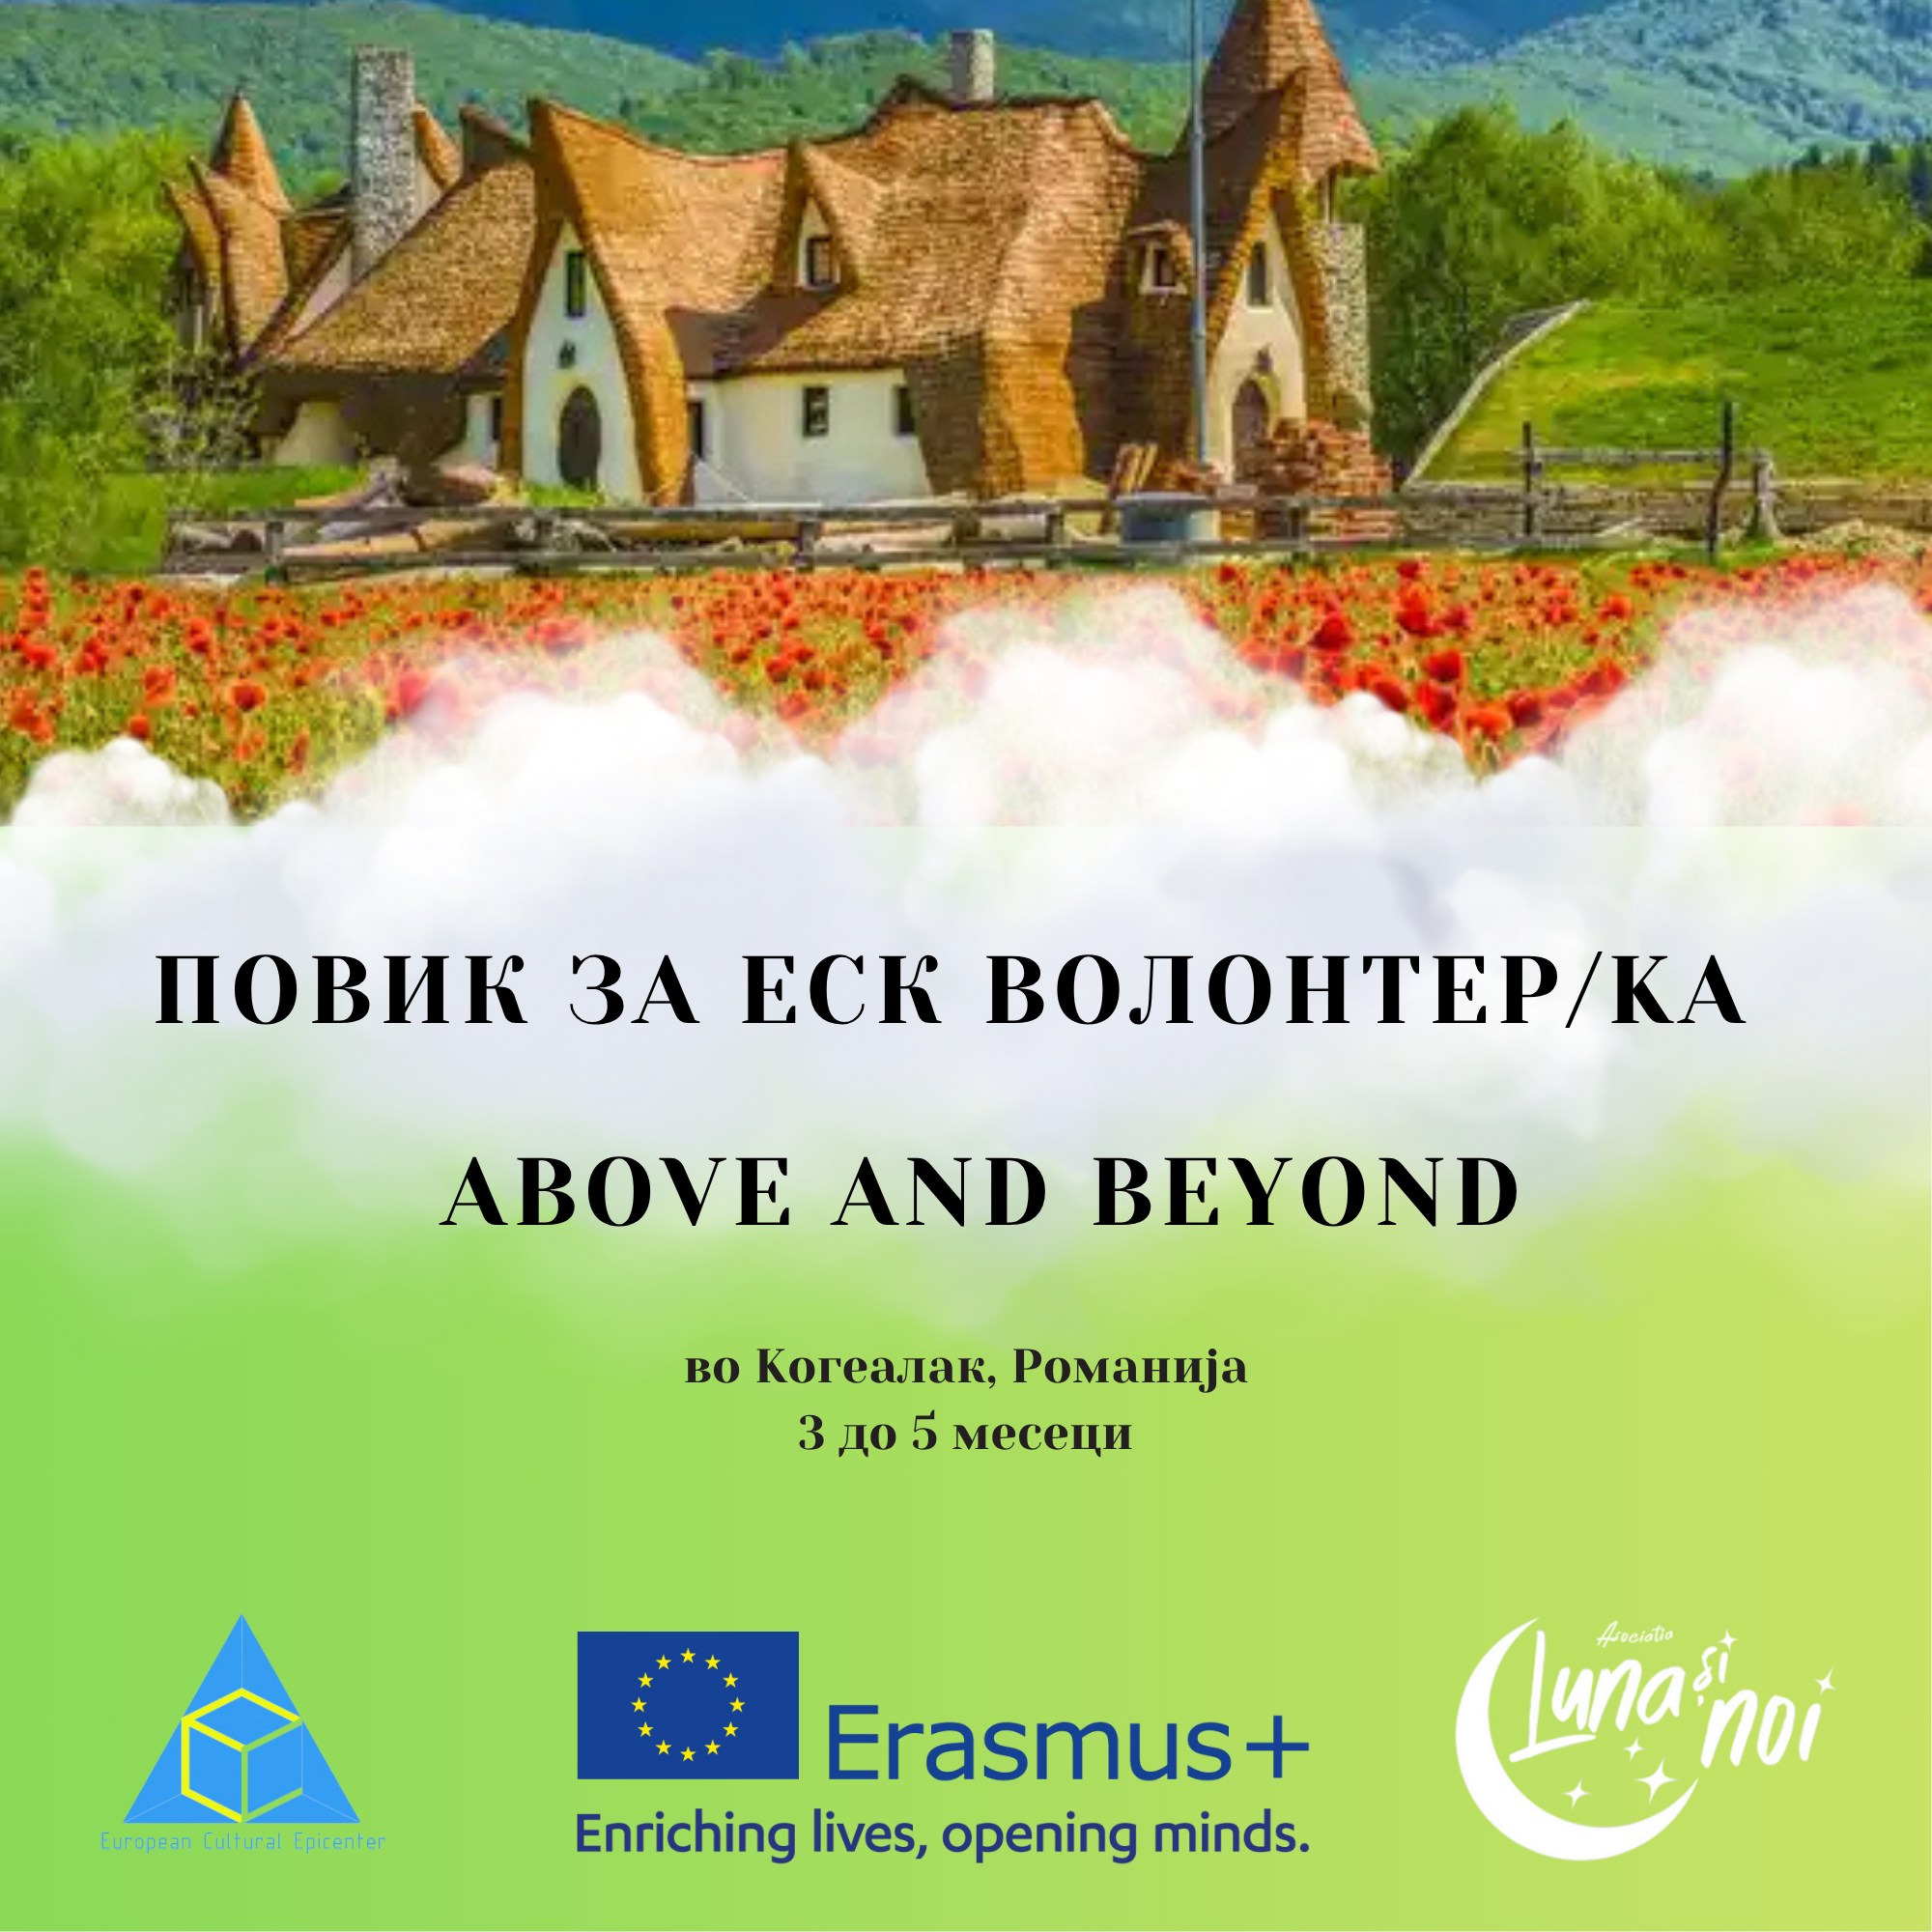 ПОВИК ЗА ЕСК ВОЛОНТЕР/КА
ABOVE AND BEYOND
во Когеалак, Романија
3 до 5 месеци
European Cultural Epicenter
Erasmus+
Enriching lives, opening minds.
Asociatia
Luna și noi